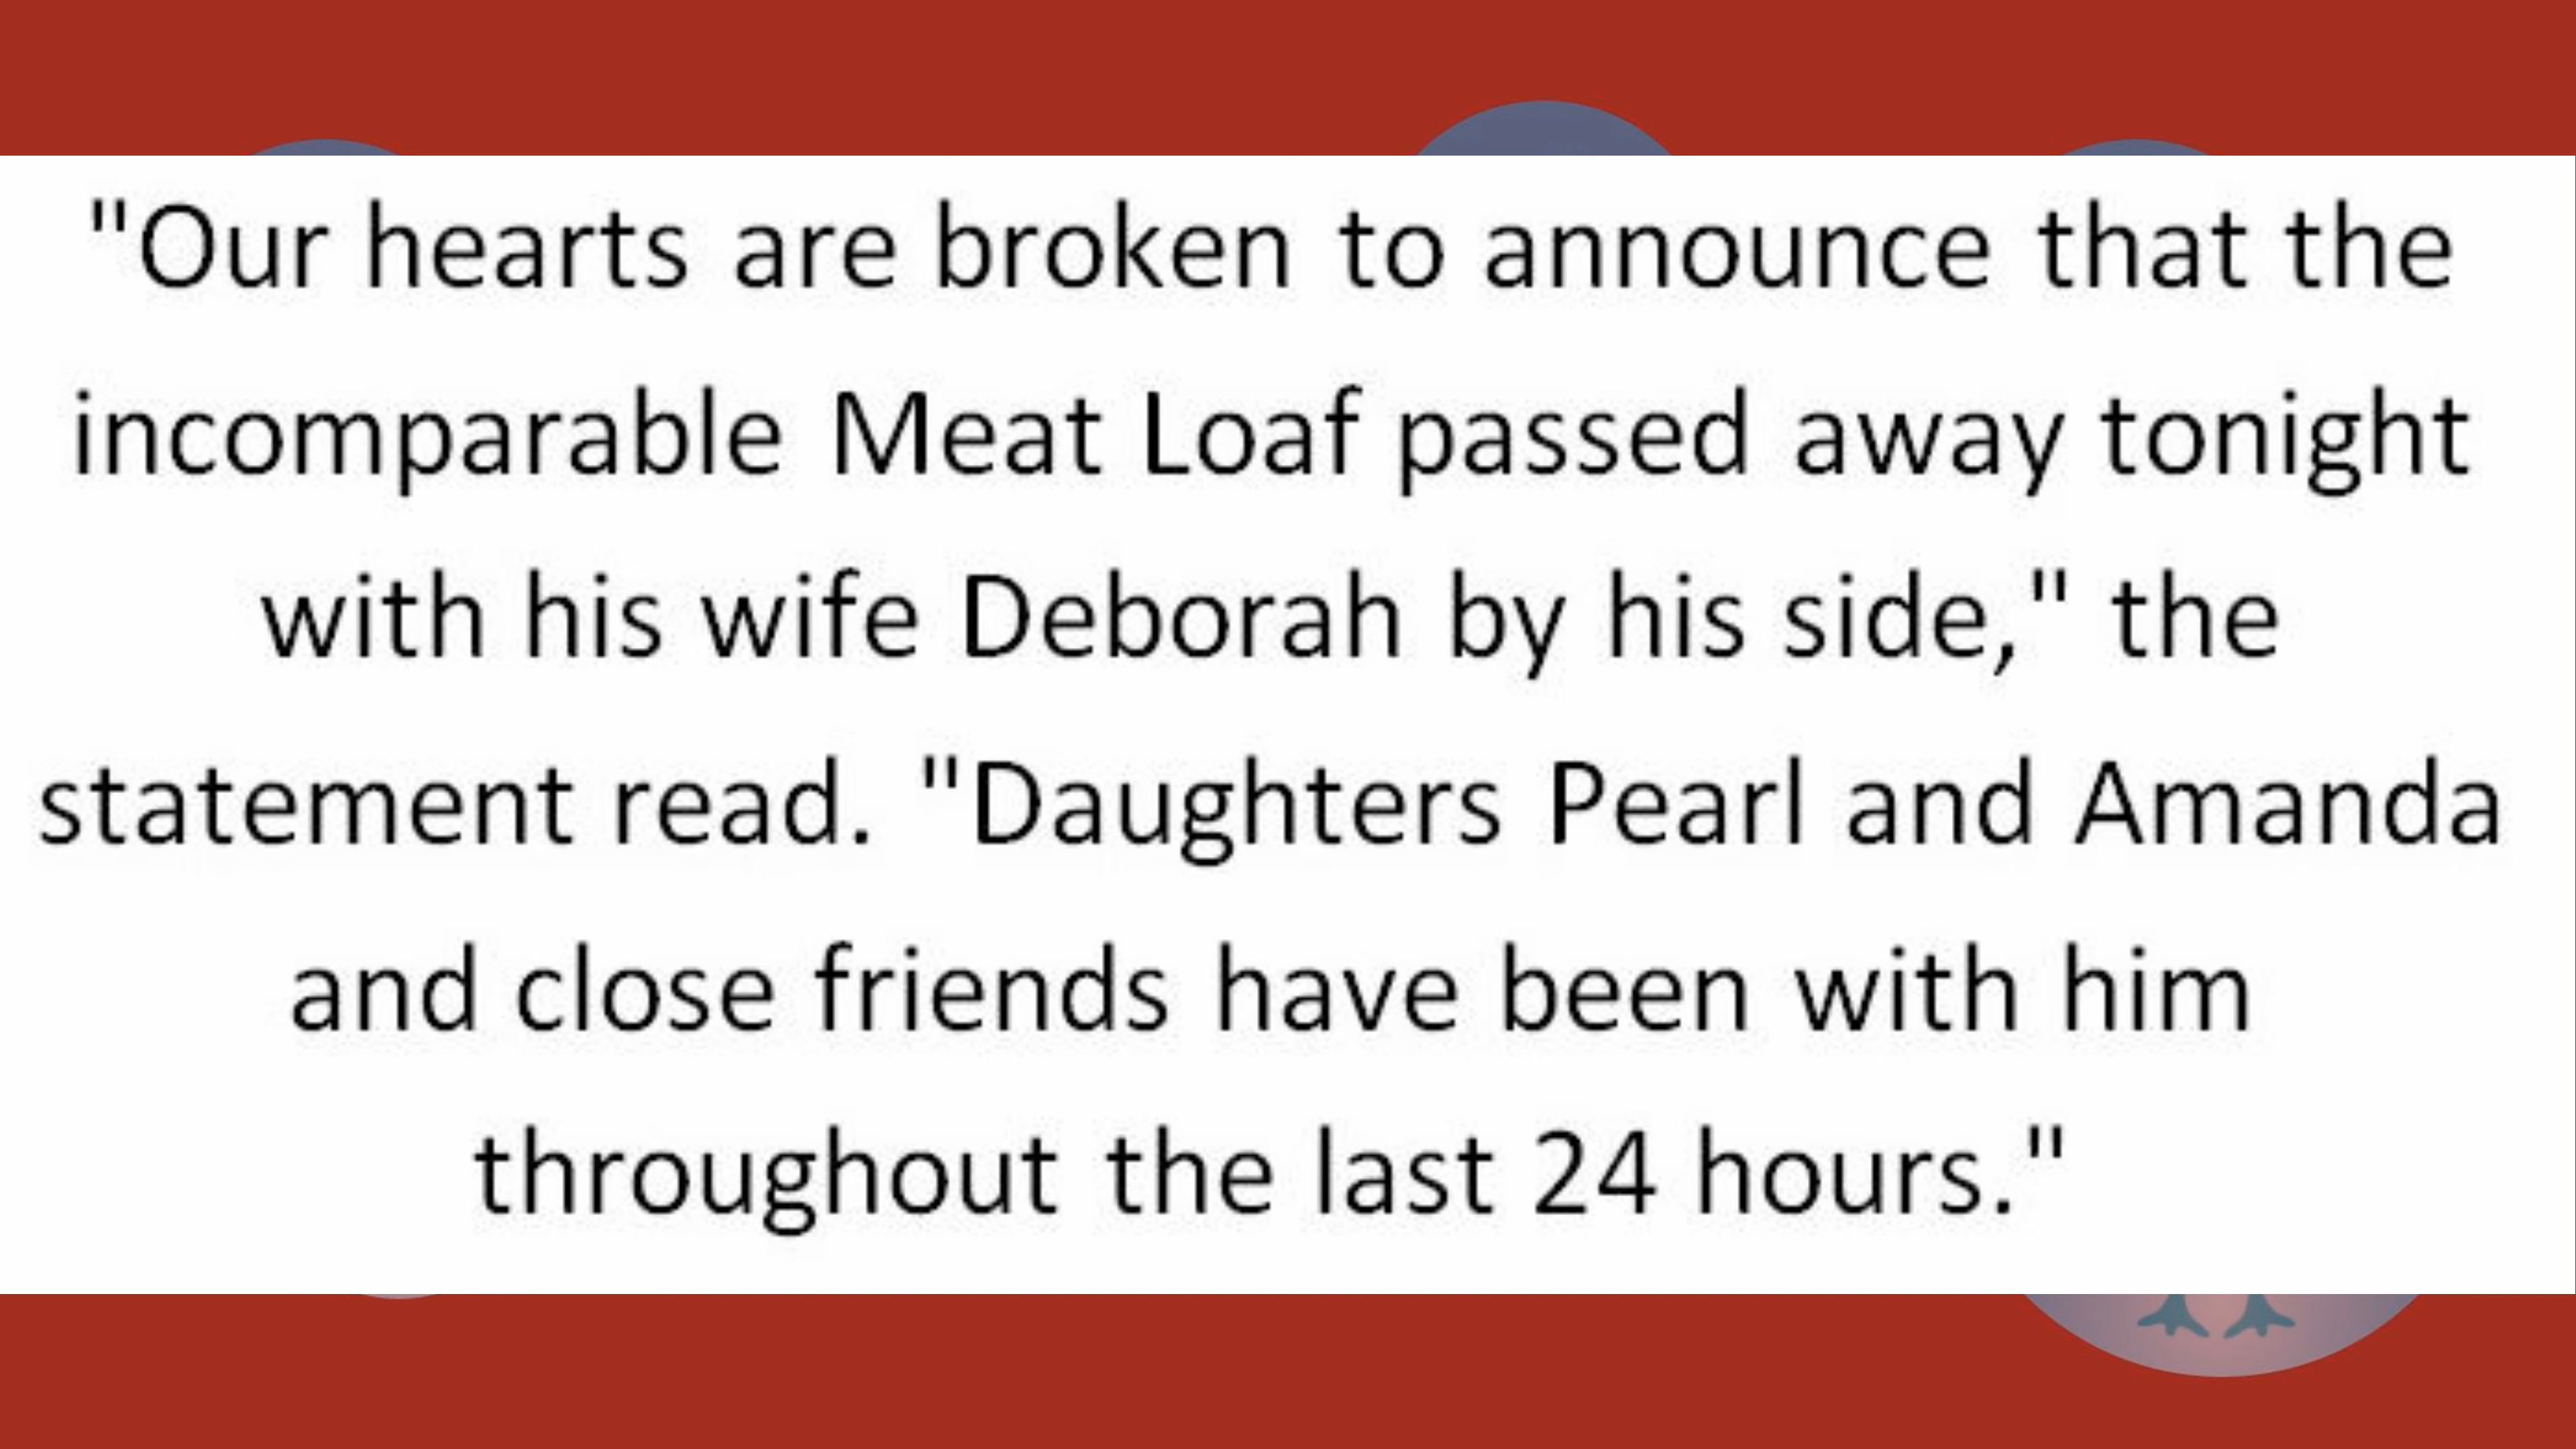 "Our hearts are broken to announce that the
incomparable Meat Loaf passed away tonight
with his wife Deborah by his side," the
statement read. "Daughters Pearl and Amanda
and close friends have been with him
throughout the last 24 hours."